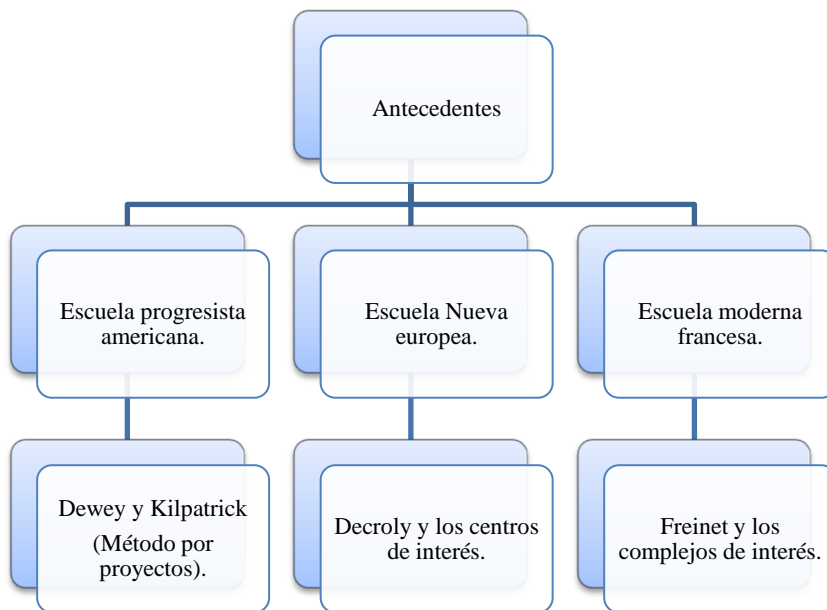 Antecedentes
Escuela progresista
americana.
Escuela Nueva
europea.
Escuela moderna
francesa.
Dewey y Kilpatrick
(Método por
proyectos).
Decroly y los centros
de interés.
Freinet y los
complejos de interés.